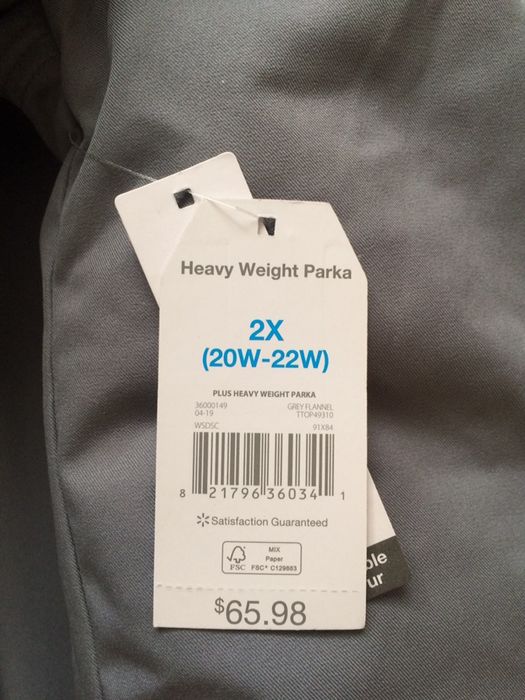 Heavy Weight Parka
2X
(20W-22W)
PLUS HEAVY WEIGHT PARKA
36000149 GREY FLANNEL
04-19 TTOP49310
WSDSC 91X84
8 21796 36034 1
Satisfaction Guaranteed
FSC
MIX
Paper
FSC® C129883
$65.98